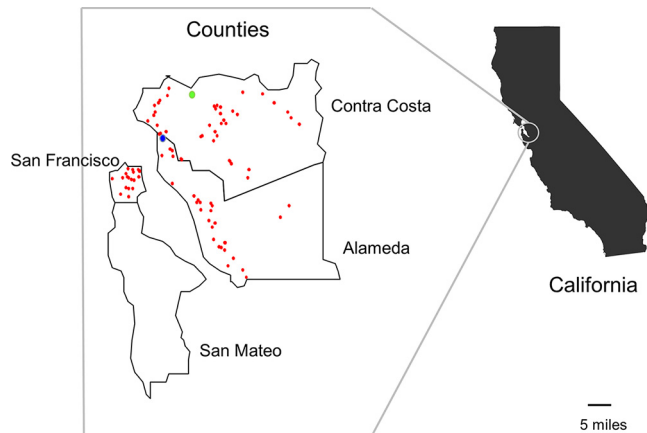 Counties
Contra Costa
San Francisco
Alameda
California
San Mateo
5 miles